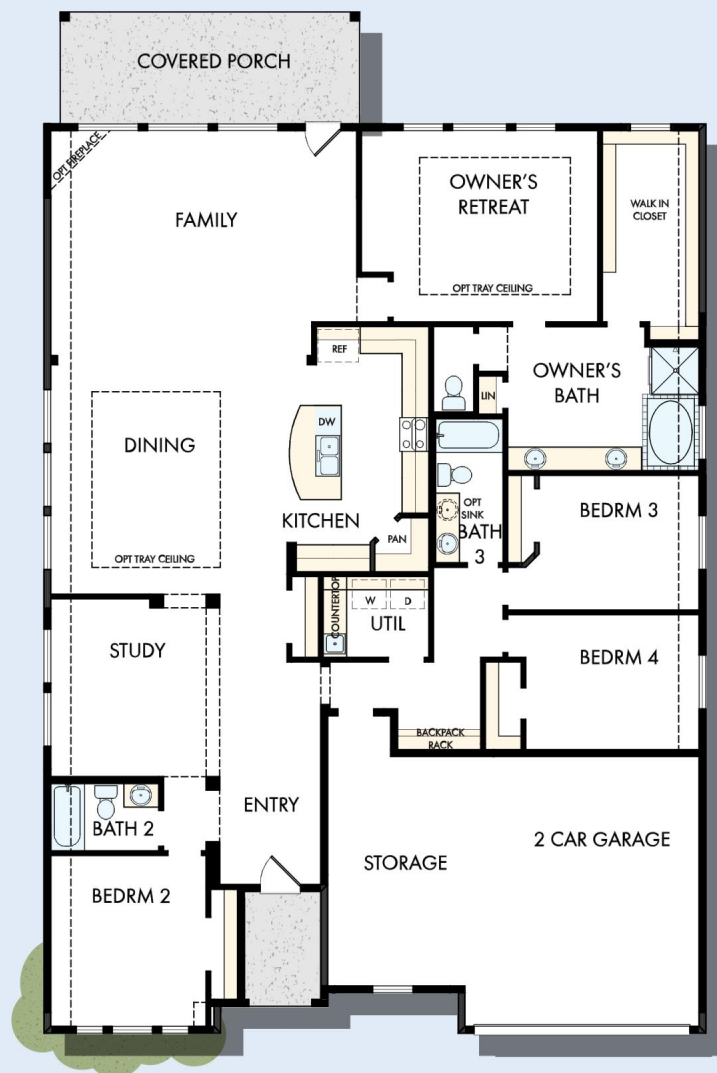 COVERED PORCH
OPT FIREPLACE
FAMILY
OWNER'S
RETREAT
OPT TRAY CEILING
WALK IN
CLOSET
REF
OWNER'S
BATH
LIN
DW
DINING
OPT TRAY CEILING
KITCHEN
PAN
OPT
SINK
BATH
3
BEDRM 3
COUNTERTOP
W
D
UTIL
STUDY
BEDRM 4
BACKPACK
RACK
ENTRY
BATH 2
2 CAR GARAGE
STORAGE
BEDRM 2